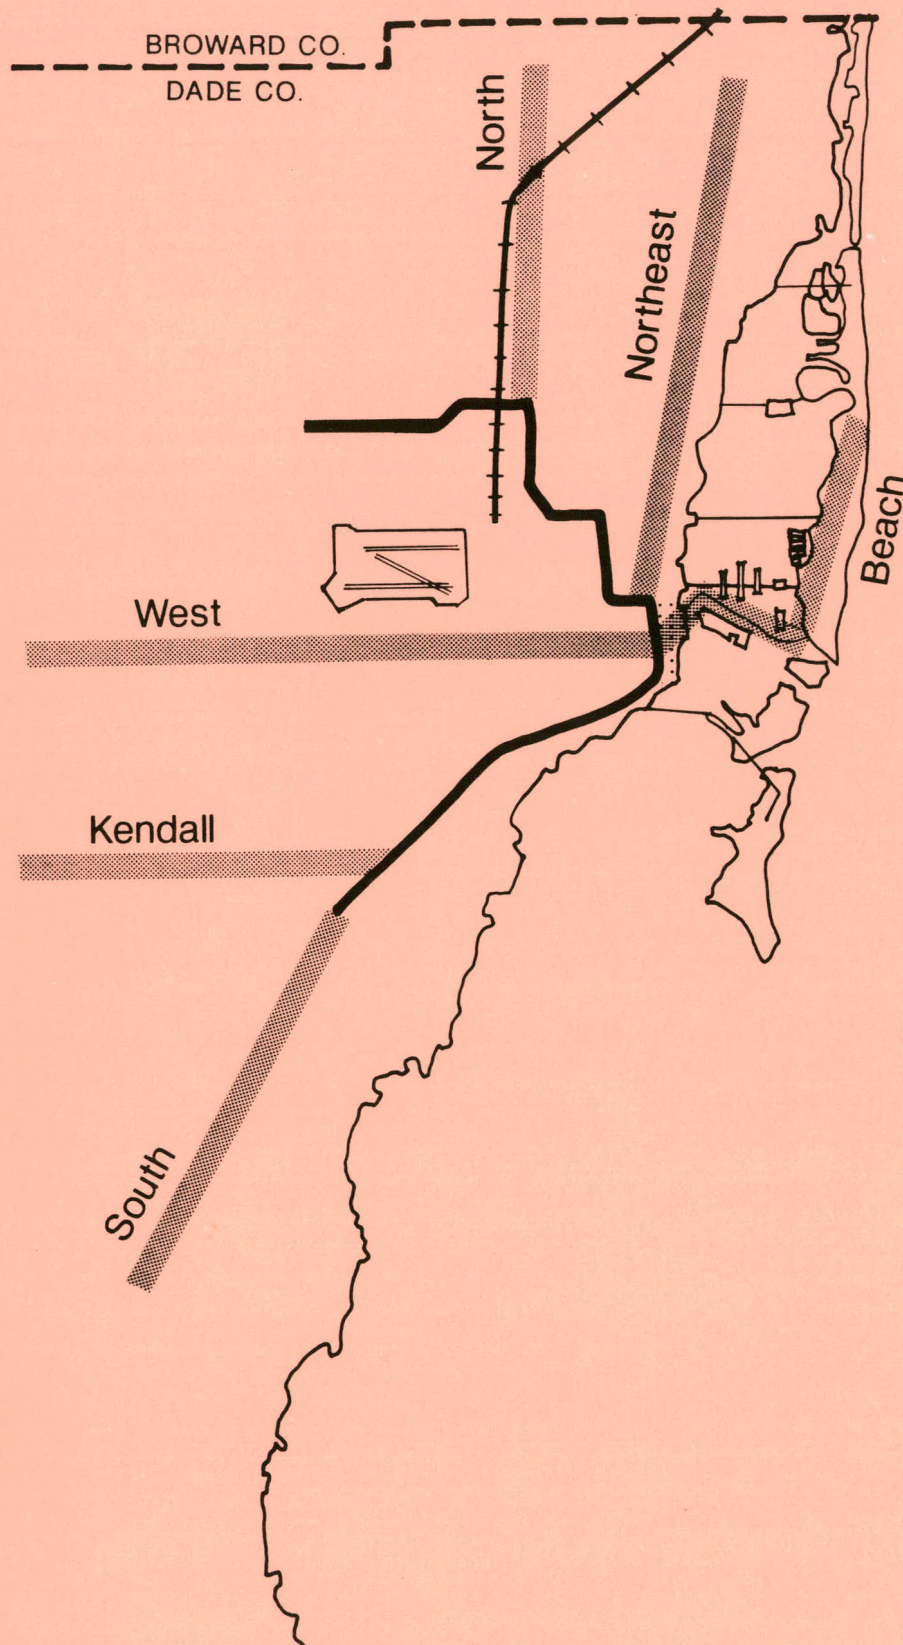 BROWARD CO.
DADE CO.
North
Northeast
Beach
West
Kendall
South